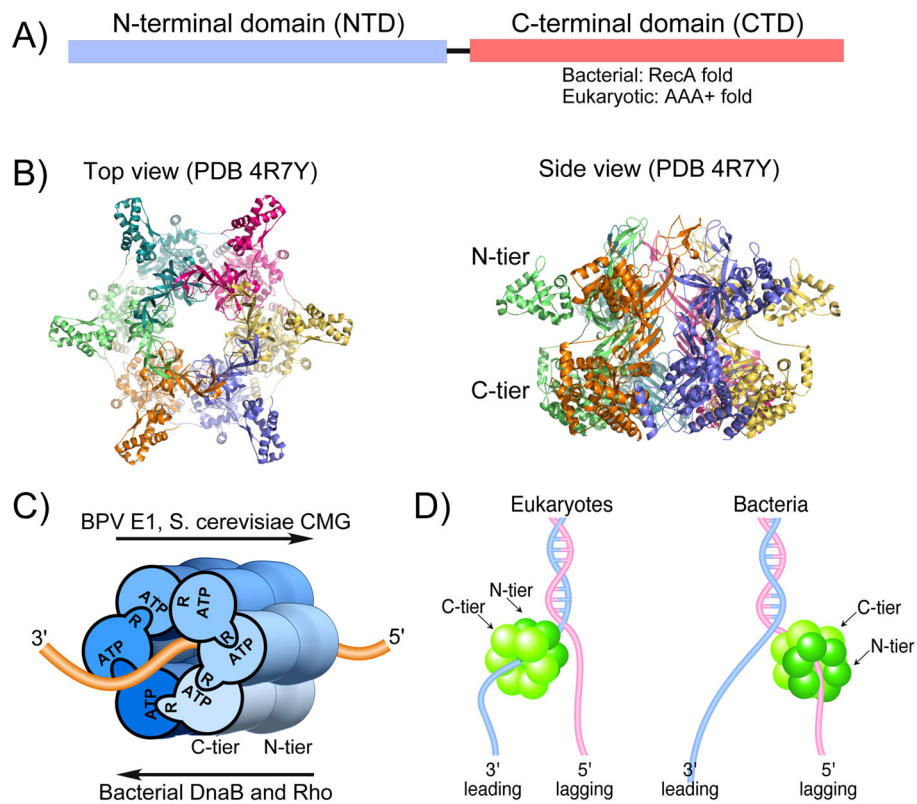 A)
N-terminal domain (NTD)
C-terminal domain (CTD)
Bacterial: RecA fold
Eukaryotic: AAA+ fold
B)
Top view (PDB 4R7Y)
Side view (PDB 4R7Y)
N-tier
C-tier
C)
BPV E1, S. cerevisiae CMG
3'
5'
ATP
R
ATP
R
ATP
R
ATP
R
ATP
R
ATP
C-tier
N-tier
Bacterial DnaB and Rho
D)
Eukaryotes
Bacteria
N-tier
C-tier
C-tier
N-tier
3'
leading
5'
lagging
3'
leading
5'
lagging